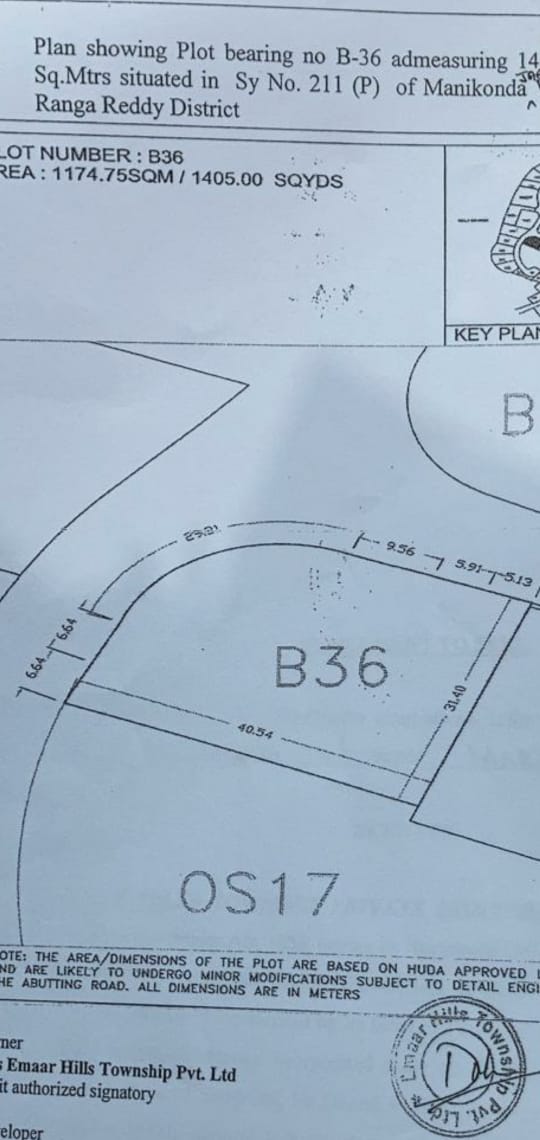 Plan showing Plot bearing no B-36 admeasuring 14
Sq.Mtrs situated in Sy No. 211 (P) of Manikonda
Ranga Reddy District
LOT NUMBER : B36
REA : 1174.75SQM / 1405.00 SQYDS
KEY PLAN
B
9.56
5.91
5.13
6.64
6.64
B36
31.40
40.54
OS17
OTE: THE AREA/DIMENSIONS OF THE PLOT ARE BASED ON HUDA APPROVED L
ND ARE LIKELY TO UNDERGO MINOR MODIFICATIONS SUBJECT TO DETAIL ENGI
HE ABUTTING ROAD. ALL DIMENSIONS ARE IN METERS
Emaar Hills Township Pvt. Ltd.
ner
s Emaar Hills Township Pvt. Ltd
it authorized signatory
eloper